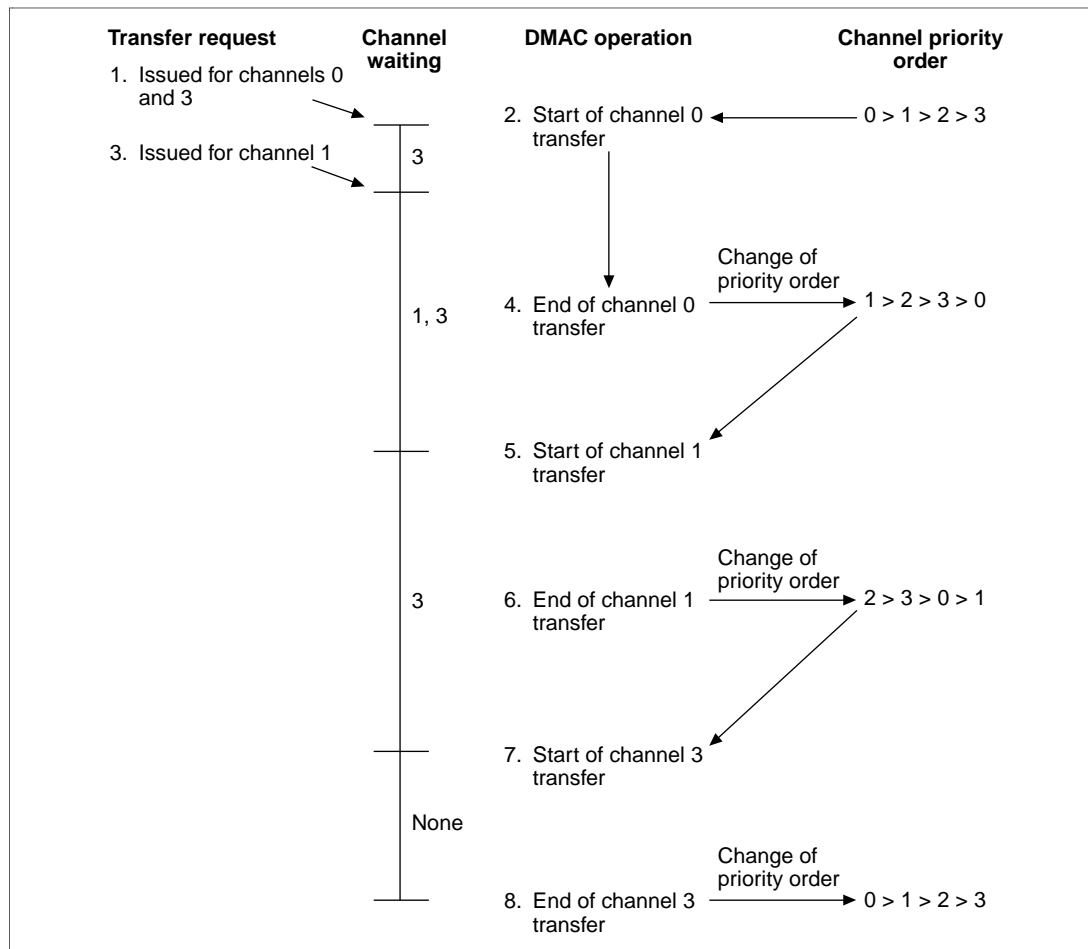 Transfer request
Channel
waiting
DMAC operation
Channel priority
order
1. Issued for channels 0
and 3
2. Start of channel 0
transfer
0 > 1 > 2 > 3
3. Issued for channel 1
3
Change of
priority order
4. End of channel 0
transfer
1 > 2 > 3 > 0
1, 3
5. Start of channel 1
transfer
Change of
priority order
3
6. End of channel 1
transfer
2 > 3 > 0 > 1
7. Start of channel 3
transfer
None
Change of
priority order
8. End of channel 3
transfer
0 > 1 > 2 > 3